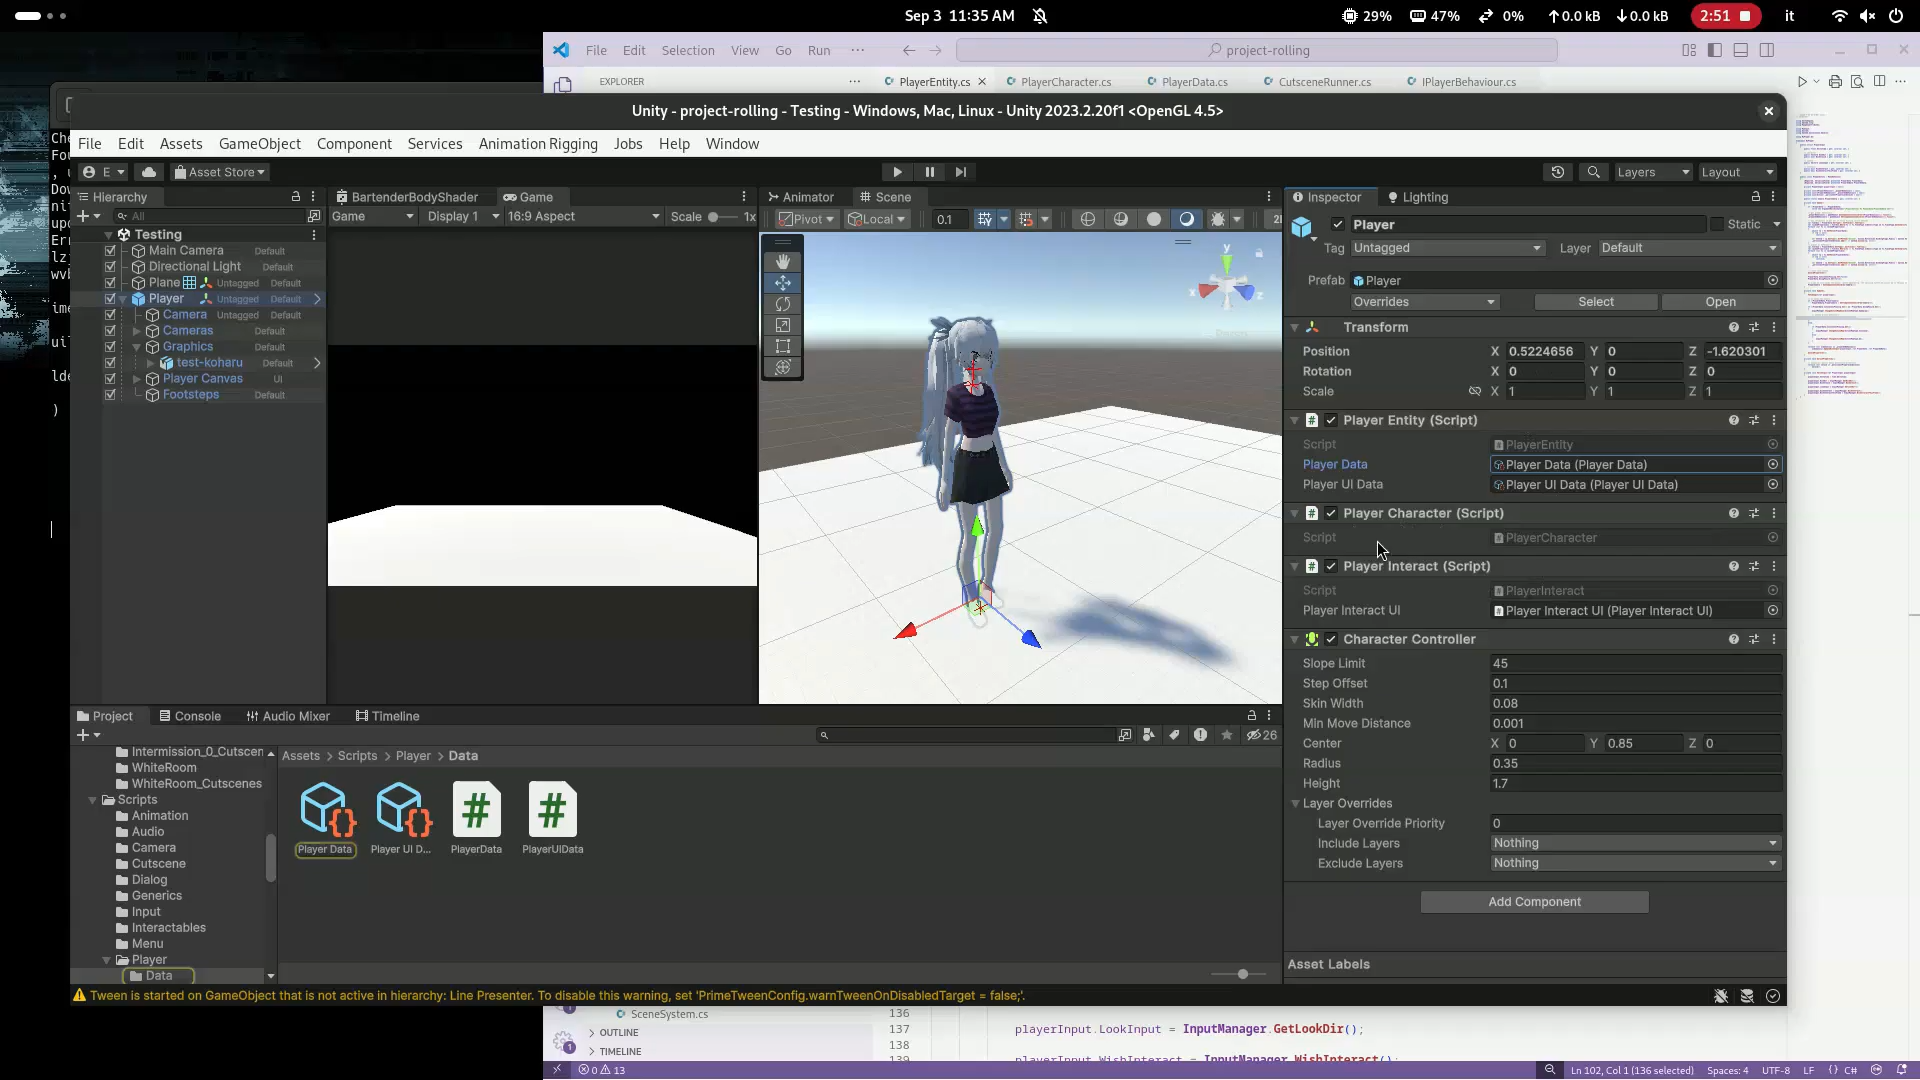 Sep 3 11:35 AM
29%
47%
0%
0.0 kB
0.0 kB
2:51
it
File Edit Selection View Go Run ···
project-rolling
EXPLORER
PlayerEntity.cs
PlayerCharacter.cs
PlayerData.cs
CutsceneRunner.cs
IPlayerBehaviour.cs
Unity - project-rolling - Testing - Windows, Mac, Linux - Unity 2023.2.20f1 <OpenGL 4.5>
File Edit Assets GameObject Component Services Animation Rigging Jobs Help Window
E
Asset Store
Layers
Layout
Hierarchy
All
Testing
Main Camera Default
Directional Light Default
Plane Untagged Default
Player Untagged Default
Camera Untagged Default
Cameras Default
Graphics Default
test-koharu Default
Player Canvas UI
Footsteps Default
BartenderBodyShader
Game
Game
Display 1
16:9 Aspect
Scale 1x
Animator
Scene
Pivot
Local
0.1
y
x
z
Inspector
Lighting
Player
Static
Tag Untagged
Layer Default
Prefab Player
Overrides
Select
Open
Transform
Position X 0.5224656 Y 0 Z -1.620301
Rotation X 0 Y 0 Z 0
Scale X 1 Y 1 Z 1
Player Entity (Script)
Script PlayerEntity
Player Data Player Data (Player Data)
Player UI Data Player UI Data (Player UI Data)
Player Character (Script)
Script PlayerCharacter
Player Interact (Script)
Script PlayerInteract
Player Interact UI Player Interact UI (Player Interact UI)
Character Controller
Slope Limit 45
Step Offset 0.1
Skin Width 0.08
Min Move Distance 0.001
Center X 0 Y 0.85 Z 0
Radius 0.35
Height 1.7
Layer Overrides
Layer Override Priority 0
Include Layers Nothing
Exclude Layers Nothing
Add Component
Asset Labels
Project
Console
Audio Mixer
Timeline
26
Intermission_0_Cutscen
WhiteRoom
WhiteRoom_Cutscenes
Scripts
Animation
Audio
Camera
Cutscene
Dialog
Generics
Input
Interactables
Menu
Player
Data
Assets > Scripts > Player > Data
Player Data
Player UI D...
PlayerData
PlayerUIData
Tween is started on GameObject that is not active in hierarchy: Line Presenter. To disable this warning, set 'PrimeTweenConfig.warnTweenOnDisabledTarget = false;'.
SceneSystem.cs
OUTLINE
TIMELINE
136
137 playerInput.LookInput = InputManager.GetLookDir();
138
139 playerInput.WishInteract = InputManager.WishInteract();
0 13
Ln 102, Col 1 (136 selected) Spaces: 4 UTF-8 LF {} C#